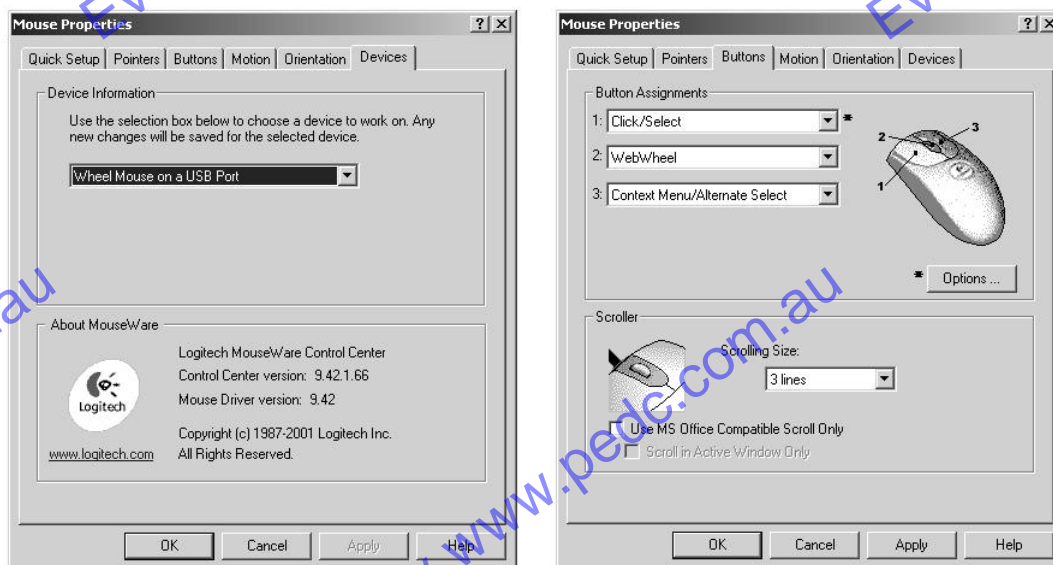 Mouse Properties
Quick Setup Pointers Buttons Motion Orientation Devices
Device Information
Use the selection box below to choose a device to work on. Any
new changes will be saved for the selected device.
Wheel Mouse on a USB Port
About MouseWare
Logitech MouseWare Control Center
Control Center version: 9.42.1.66
Mouse Driver version: 9.42
Logitech
Copyright (c) 1987-2001 Logitech Inc.
www.logitech.com All Rights Reserved.
OK Cancel Apply Help
Mouse Properties
Quick Setup Pointers Buttons Motion Orientation Devices
Button Assignments
1: Click/Select *
2: WebWheel
3: Context Menu/Alternate Select
2
3
1
* Options ...
Scroller
Scrolling Size:
3 lines
Use MS Office Compatible Scroll Only
Scroll in Active Window Only
OK Cancel Apply Help
www.pedc.com.au
.au
Ev
Ev